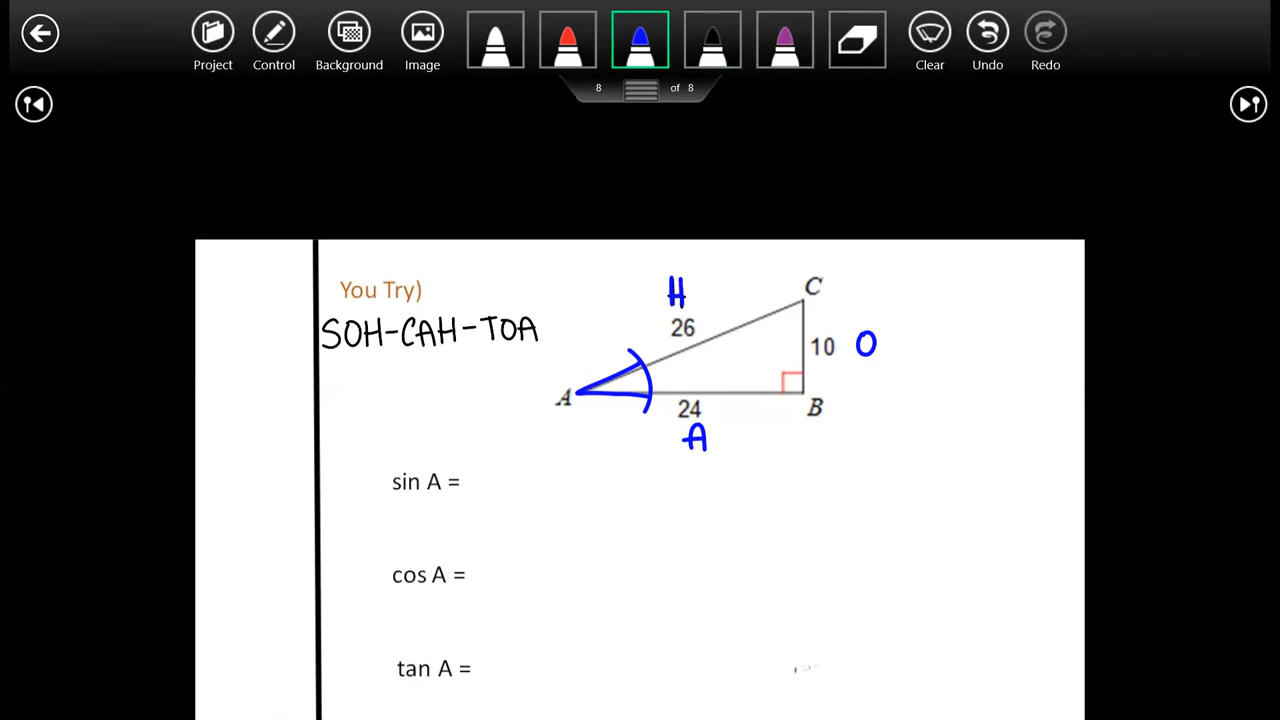 Project Control Background Image Clear Undo Redo
8 of 8
You Try)
SOH-CAH-TOA
H
26
C
10 O
A
24
B
A
sin A =
cos A =
tan A =